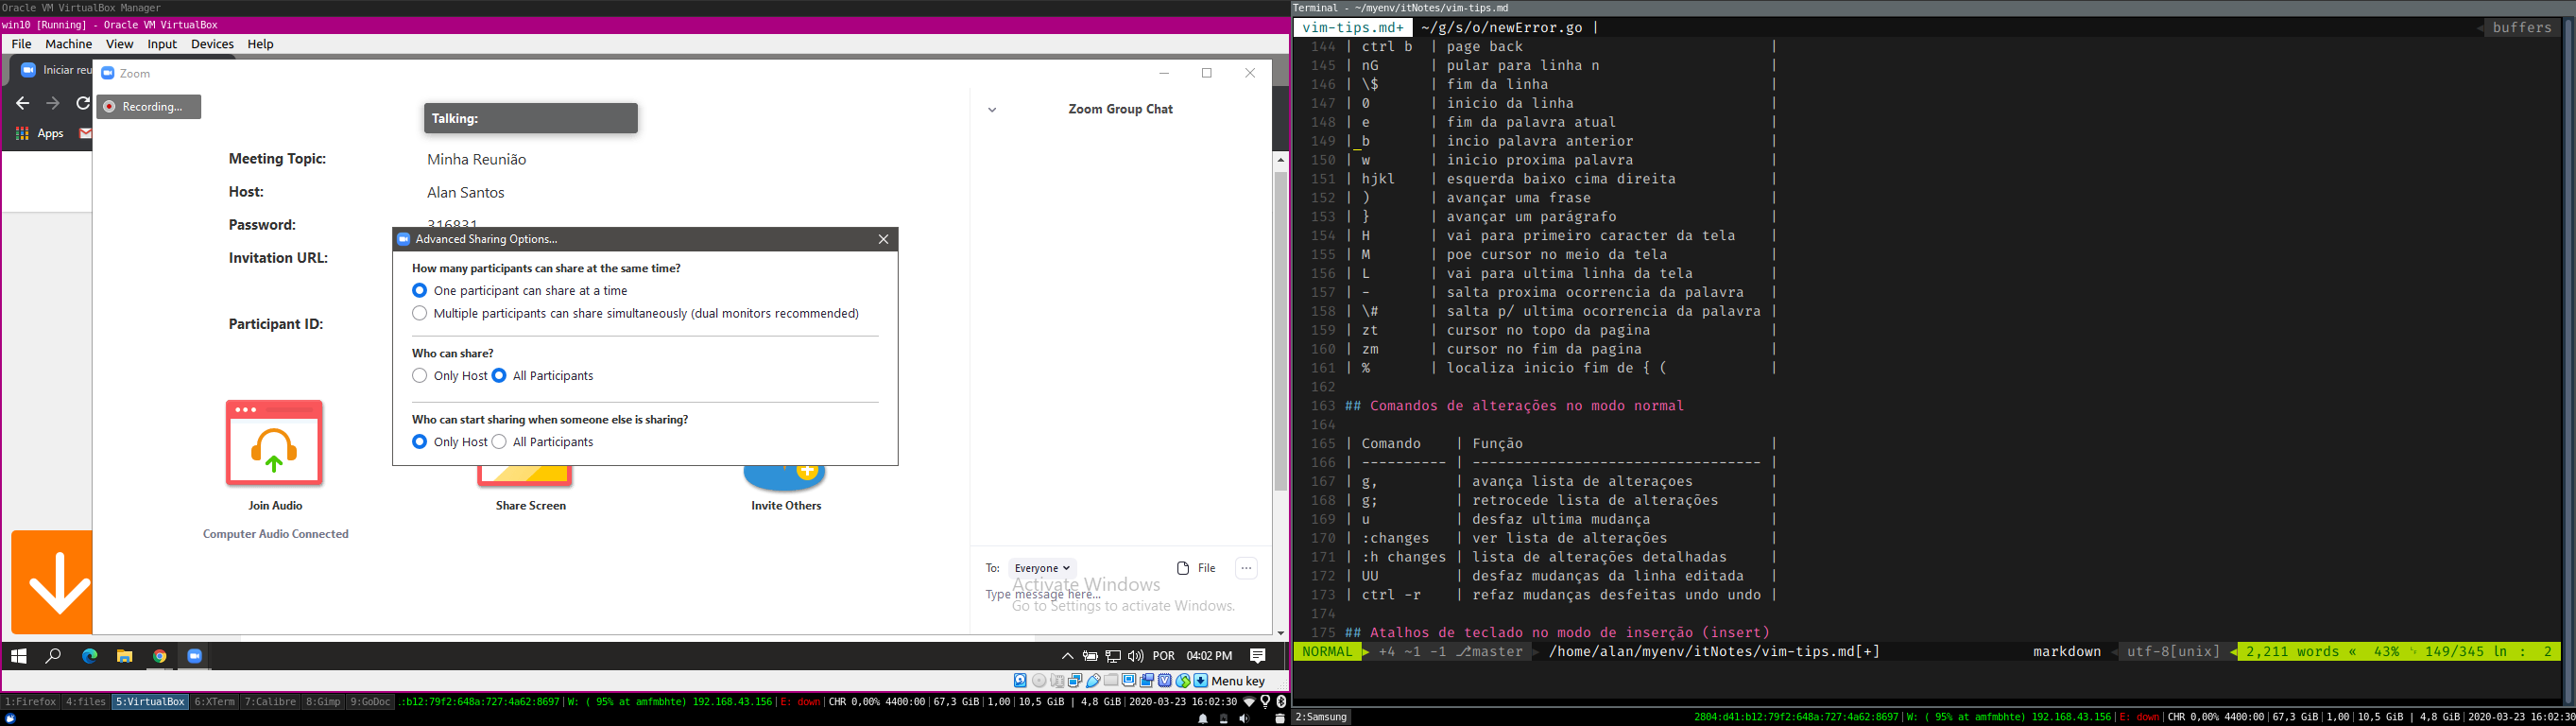 Oracle VM VirtualBox Manager
win10 [Running] - Oracle VM VirtualBox
File Machine View Input Devices Help
Iniciar reu
Apps
Zoom
Recording...
Talking:
Meeting Topic: Minha Reunião
Host: Alan Santos
Password: 316831
Invitation URL:
Participant ID:
Advanced Sharing Options...
How many participants can share at the same time?
One participant can share at a time
Multiple participants can share simultaneously (dual monitors recommended)
Who can share?
Only Host All Participants
Who can start sharing when someone else is sharing?
Only Host All Participants
Join Audio Share Screen Invite Others
Computer Audio Connected
Zoom Group Chat
To: Everyone File ...
Type message here...
Activate Windows
Go to Settings to activate Windows.
POR 04:02 PM
Menu key
1:Firefox 4:files 5:VirtualBox 6:XTerm 7:Calibre 8:Gimp 9:GoDoc .:b12:79f2:648a:727:4a62:8697|W: ( 95% at amfmbhte) 192.168.43.156|E: down|CHR 0,00% 4400:00|67,3 GiB|1,00|10,5 GiB | 4,8 GiB|2020-03-23 16:02:30
Terminal - ~/myenv/itNotes/vim-tips.md
vim-tips.md+ ~/g/s/o/newError.go | buffers
144 | ctrl b | page back |
145 | nG | pular para linha n |
146 | \$ | fim da linha |
147 | 0 | inicio da linha |
148 | e | fim da palavra atual |
149 | b | incio palavra anterior |
150 | w | inicio proxima palavra |
151 | hjkl | esquerda baixo cima direita |
152 | ) | avançar uma frase |
153 | } | avançar um parágrafo |
154 | H | vai para primeiro caracter da tela |
155 | M | poe cursor no meio da tela |
156 | L | vai para ultima linha da tela |
157 | - | salta proxima ocorrencia da palavra |
158 | \# | salta p/ ultima ocorrencia da palavra |
159 | zt | cursor no topo da pagina |
160 | zm | cursor no fim da pagina |
161 | % | localiza inicio fim de { ( |
162
163 ## Comandos de alterações no modo normal
164
165 | Comando | Função |
166 | ---------- | ---------------------------------- |
167 | g, | avança lista de alteraçoes |
168 | g; | retrocede lista de alterações |
169 | u | desfaz ultima mudança |
170 | :changes | ver lista de alterações |
171 | :h changes | lista de alterações detalhadas |
172 | UU | desfaz mudanças da linha editada |
173 | ctrl -r | refaz mudanças desfeitas undo undo |
174
175 ## Atalhos de teclado no modo de inserção (insert)
NORMAL +4 ~1 -1 master /home/alan/myenv/itNotes/vim-tips.md[+] markdown utf-8[unix] 2,211 words « 43% 149/345 ln : 2
2:Samsung 2804:d41:b12:79f2:648a:727:4a62:8697|W: ( 95% at amfmbhte) 192.168.43.156|E: down|CHR 0,00% 4400:00|67,3 GiB|1,00|10,5 GiB | 4,8 GiB|2020-03-23 16:02:30